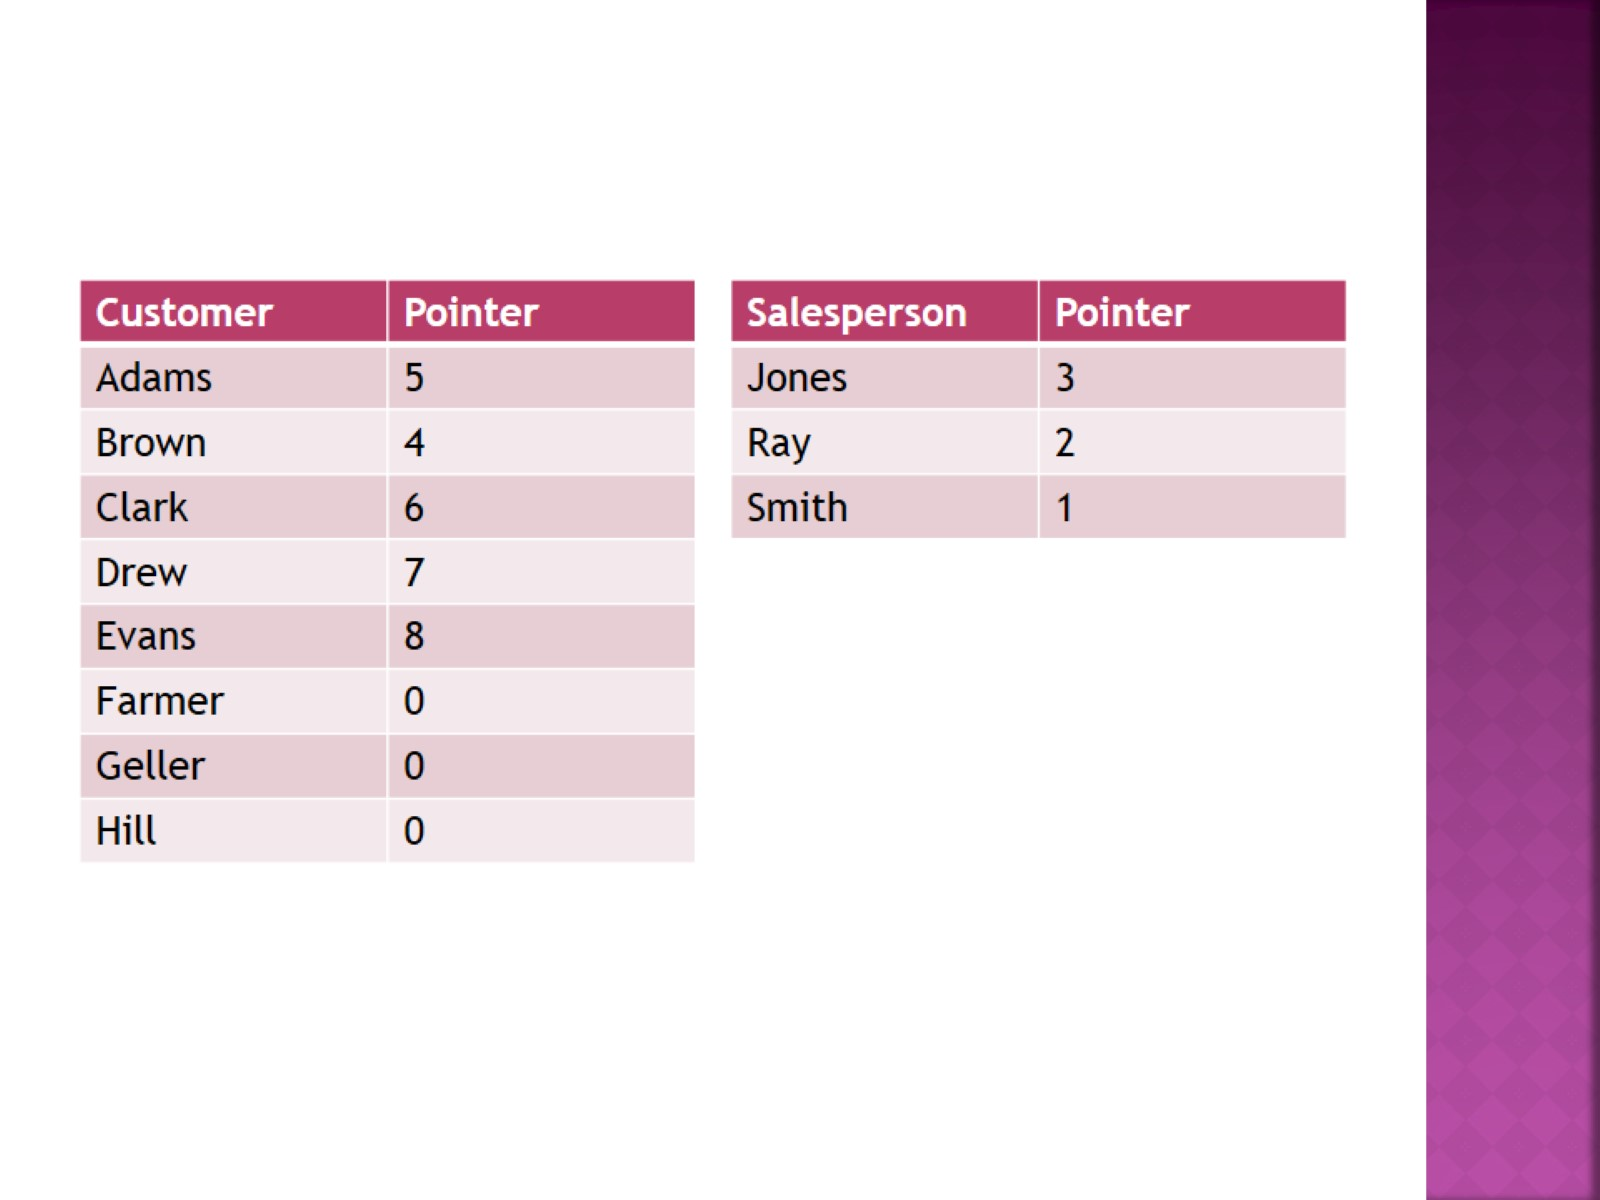 Customer Pointer
Adams 5
Brown 4
Clark 6
Drew 7
Evans 8
Farmer 0
Geller 0
Hill 0
Salesperson Pointer
Jones 3
Ray 2
Smith 1